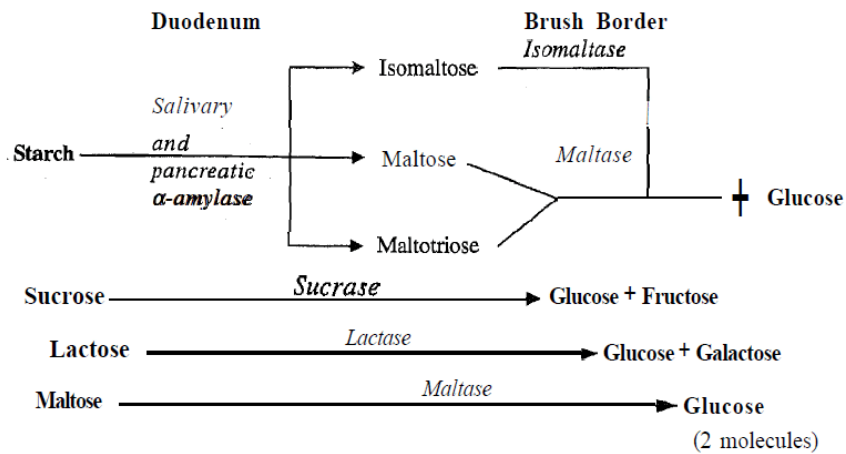 Duodenum Brush Border
Isomaltose Isomaltase
Salivary
Starch and Maltose Maltase
pancreatic
α-amylase Glucose
Maltotriose
Sucrose Sucrase Glucose + Fructose
Lactose Lactase Glucose + Galactose
Maltose Maltase Glucose
(2 molecules)